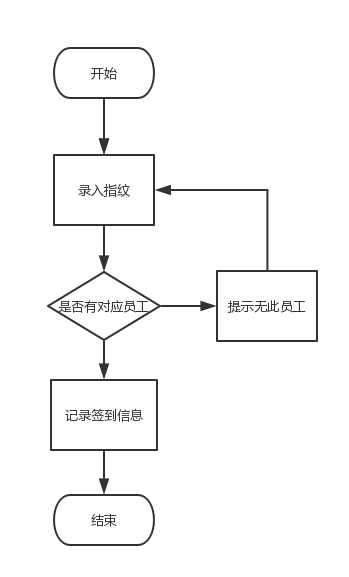 开始
录入指纹
是否有对应员工
提示无此员工
记录签到信息
结束